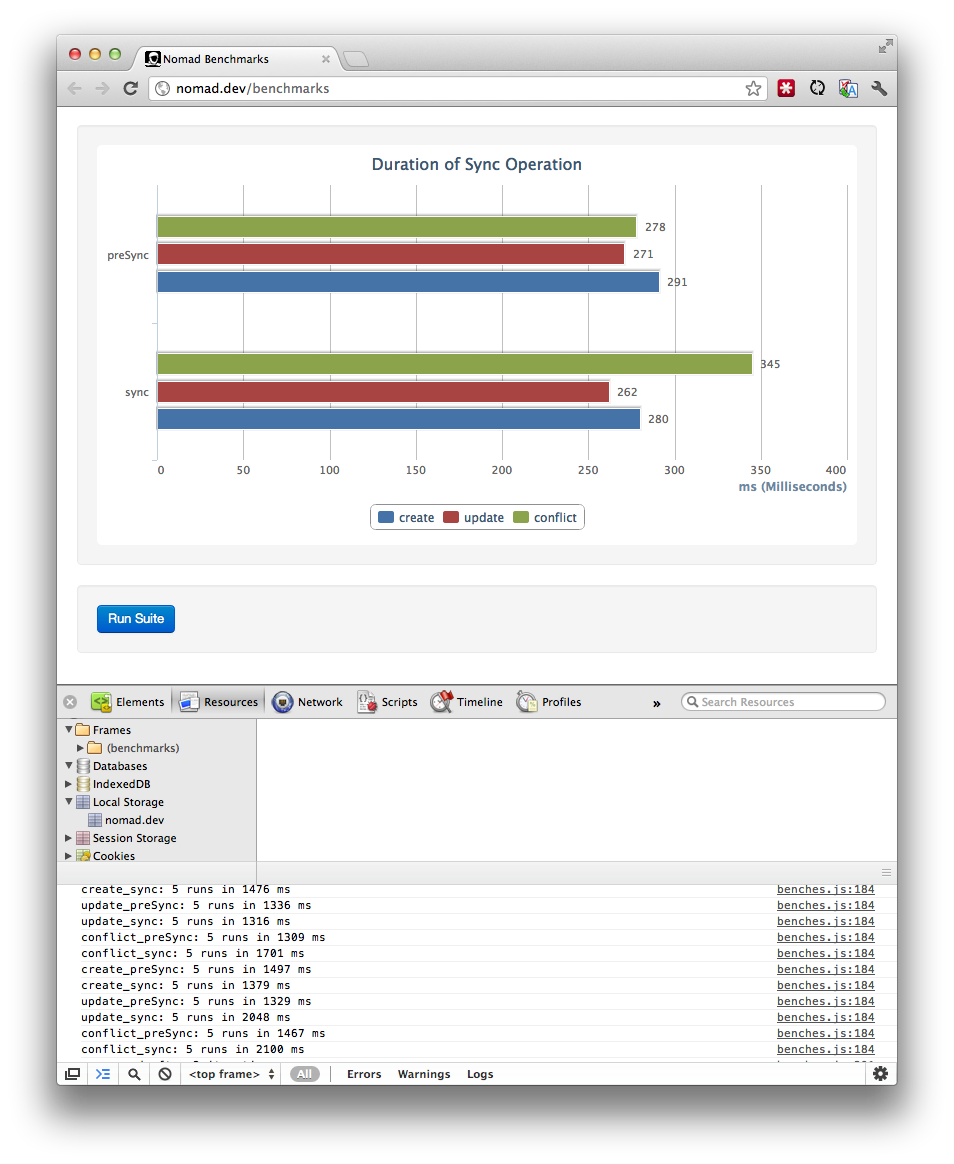 Nomad Benchmarks
nomad.dev/benchmarks
Duration of Sync Operation
278
preSync
271
291
345
sync
262
280
0 50 100 150 200 250 300 350 400
ms (Milliseconds)
create update conflict
Run Suite
Elements Resources Network Scripts Timeline Profiles » Search Resources
Frames
(benchmarks)
Databases
IndexedDB
Local Storage
nomad.dev
Session Storage
Cookies
create_sync: 5 runs in 1476 ms benches.js:184
update_preSync: 5 runs in 1336 ms benches.js:184
update_sync: 5 runs in 1316 ms benches.js:184
conflict_preSync: 5 runs in 1309 ms benches.js:184
conflict_sync: 5 runs in 1701 ms benches.js:184
create_preSync: 5 runs in 1497 ms benches.js:184
create_sync: 5 runs in 1379 ms benches.js:184
update_preSync: 5 runs in 1329 ms benches.js:184
update_sync: 5 runs in 2048 ms benches.js:184
conflict_preSync: 5 runs in 1467 ms benches.js:184
conflict_sync: 5 runs in 2100 ms benches.js:184
<top frame> All Errors Warnings Logs